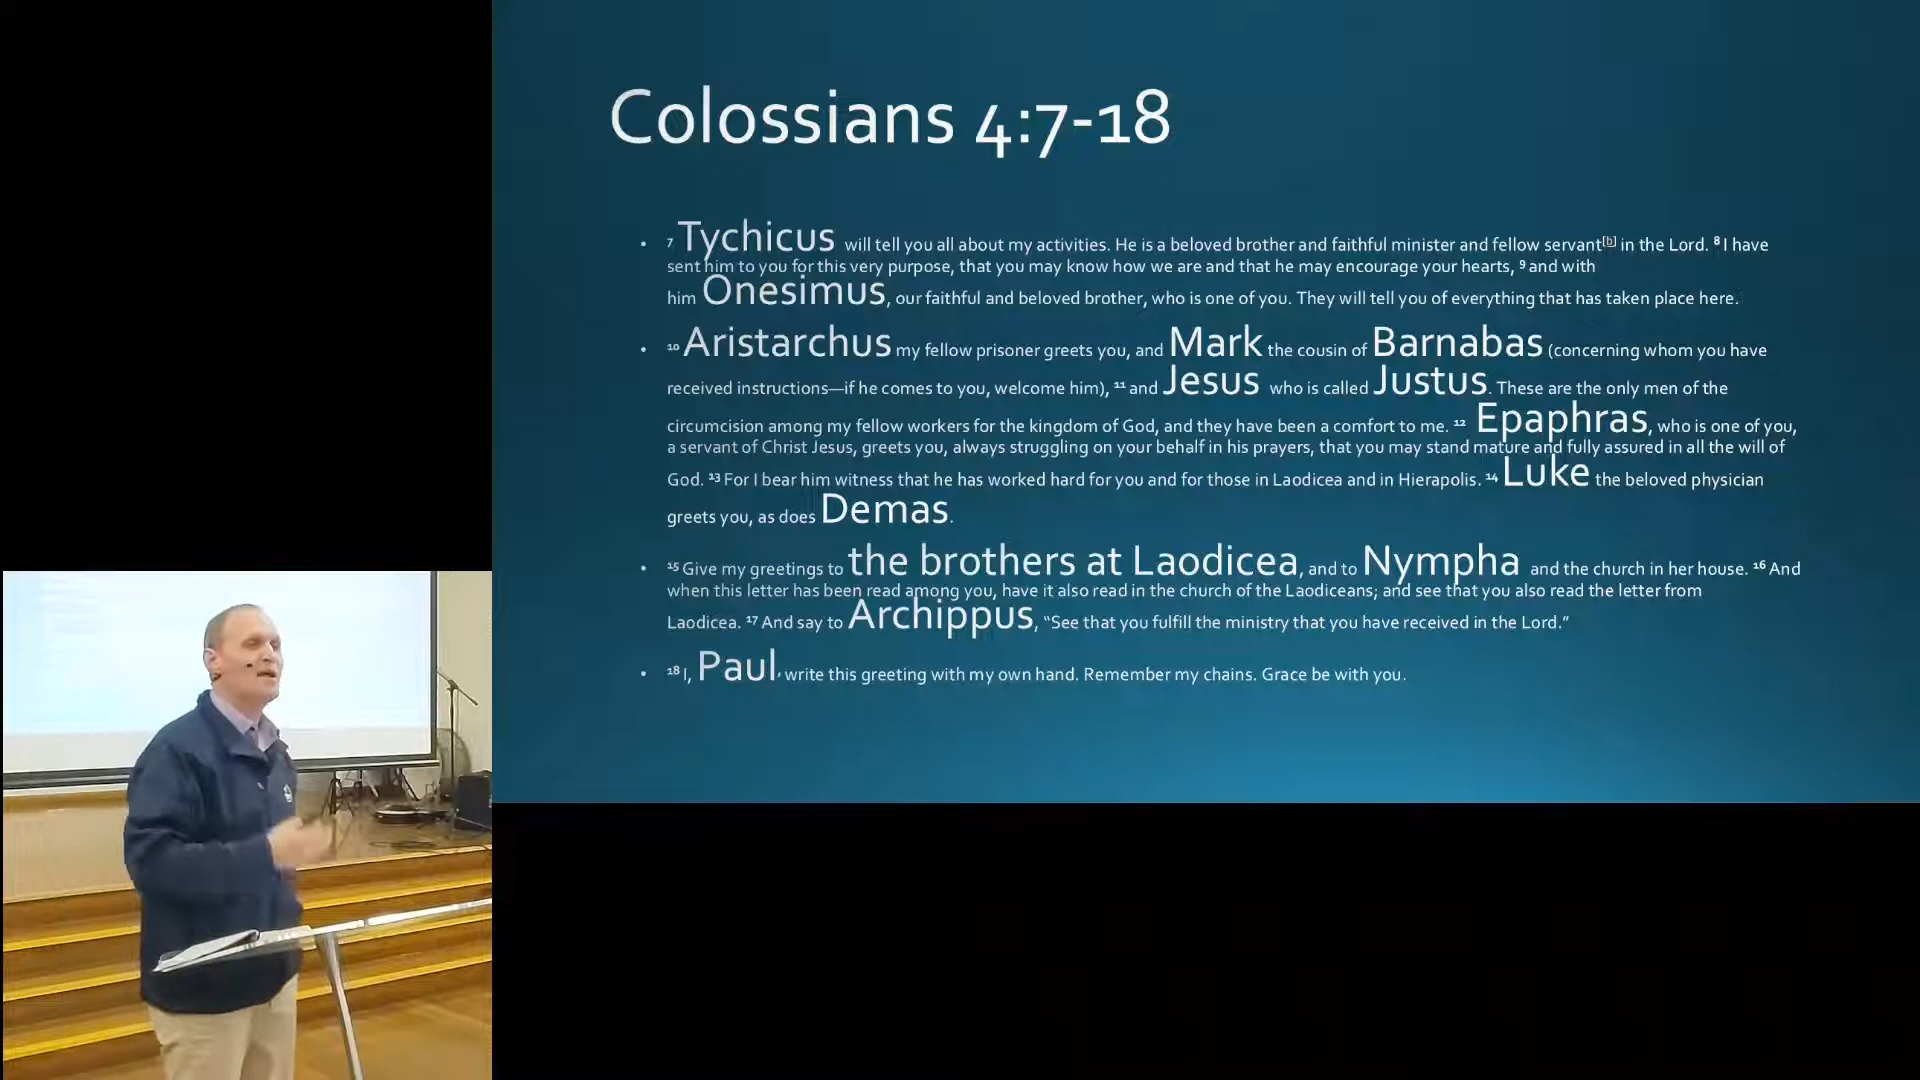 Colossians 4:7-18
• ⁷ Tychicus will tell you all about my activities. He is a beloved brother and faithful minister and fellow servant[b] in the Lord. ⁸ I have
sent him to you for this very purpose, that you may know how we are and that he may encourage your hearts, ⁹ and with
him Onesimus, our faithful and beloved brother, who is one of you. They will tell you of everything that has taken place here.
• ¹⁰ Aristarchus my fellow prisoner greets you, and Mark the cousin of Barnabas (concerning whom you have
received instructions—if he comes to you, welcome him), ¹¹ and Jesus who is called Justus. These are the only men of the
circumcision among my fellow workers for the kingdom of God, and they have been a comfort to me. ¹² Epaphras, who is one of you,
a servant of Christ Jesus, greets you, always struggling on your behalf in his prayers, that you may stand mature and fully assured in all the will of
God. ¹³ For I bear him witness that he has worked hard for you and for those in Laodicea and in Hierapolis. ¹⁴ Luke the beloved physician
greets you, as does Demas.
• ¹⁵ Give my greetings to the brothers at Laodicea, and to Nympha and the church in her house. ¹⁶ And
when this letter has been read among you, have it also read in the church of the Laodiceans; and see that you also read the letter from
Laodicea. ¹⁷ And say to Archippus, “See that you fulfill the ministry that you have received in the Lord.”
• ¹⁸ I, Paul, write this greeting with my own hand. Remember my chains. Grace be with you.